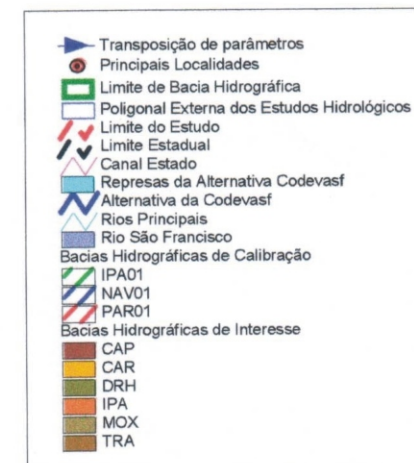 Transposição de parâmetros
Principais Localidades
Limite de Bacia Hidrográfica
Poligonal Externa dos Estudos Hidrológicos
Limite do Estudo
Limite Estadual
Canal Estado
Represas da Alternativa Codevasf
Alternativa da Codevasf
Rios Principais
Rio São Francisco
Bacias Hidrográficas de Calibração
IPA01
NAV01
PAR01
Bacias Hidrográficas de Interesse
CAP
CAR
DRH
IPA
MOX
TRA